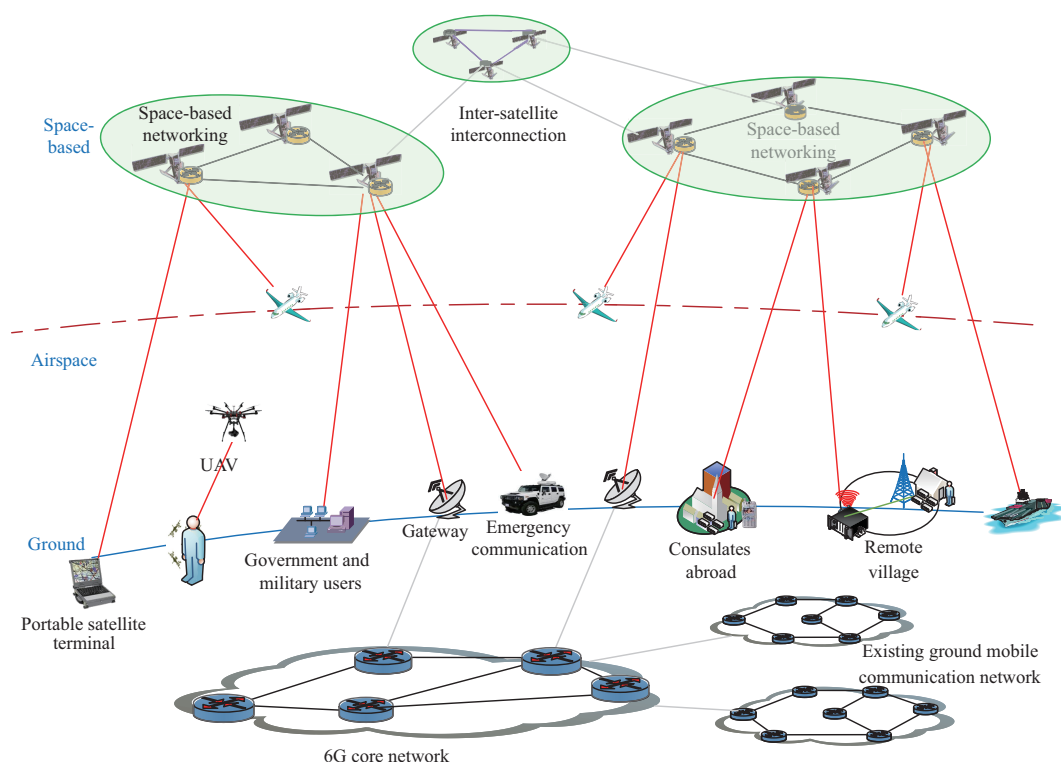 Space-
based
Space-based
networking
Inter-satellite
interconnection
Space-based
networking
Airspace
UAV
Ground
Portable satellite
terminal
Government and
military users
Gateway
Emergency
communication
Consulates
abroad
Remote
village
6G core network
Existing ground mobile
communication network